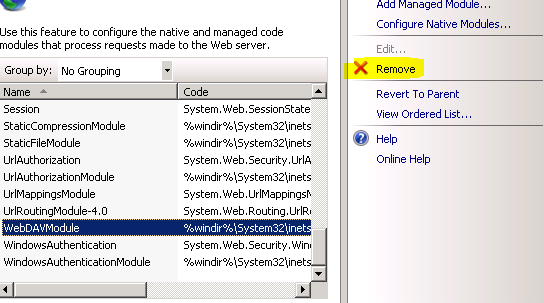 Use this feature to configure the native and managed code
modules that process requests made to the Web server.
Group by: No Grouping
Name Code
Session System.Web.SessionState
StaticCompressionModule %windir%\System32\inets
StaticFileModule %windir%\System32\inets
UrlAuthorization System.Web.Security.UrlA
UrlAuthorizationModule %windir%\System32\inets
UrlMappingsModule System.Web.UrlMappingsM
UrlRoutingModule-4.0 System.Web.Routing.UrlRo
WebDAVModule %windir%\System32\inets
WindowsAuthentication System.Web.Security.Wind
WindowsAuthenticationModule %windir%\System32\inets
Add Managed Module...
Configure Native Modules...
Edit...
Remove
Revert To Parent
View Ordered List...
Help
Online Help